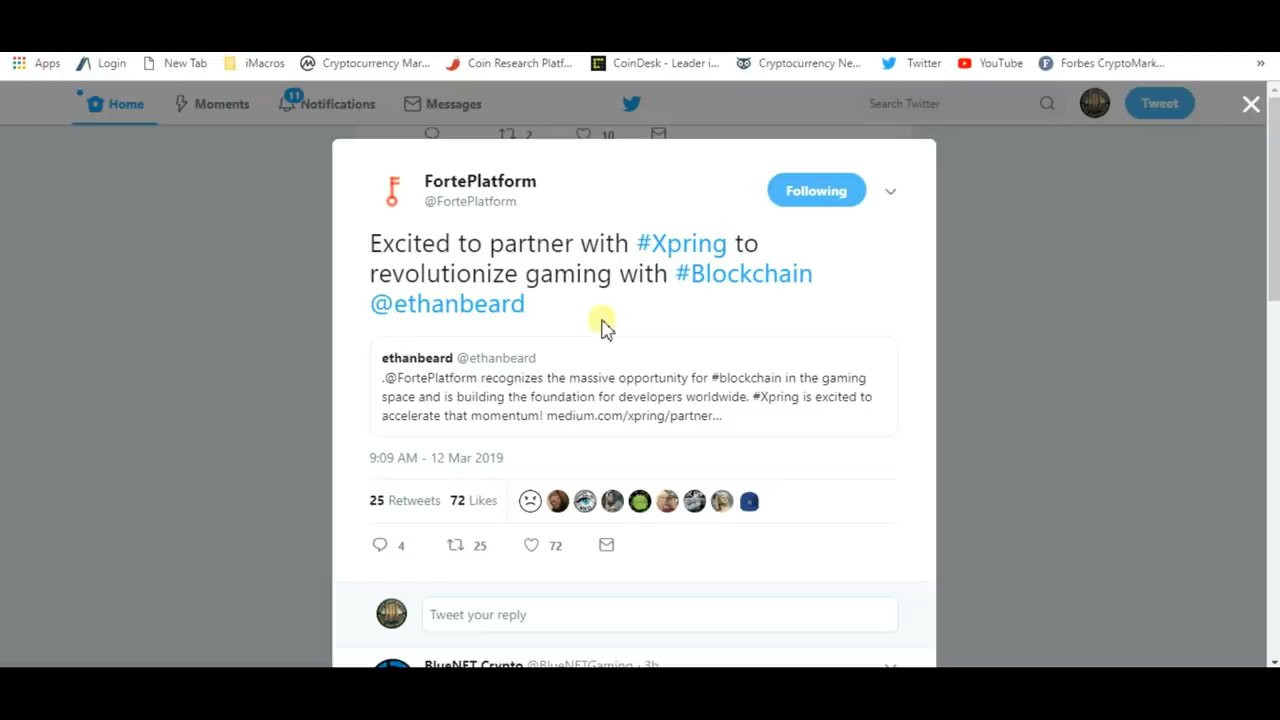 Apps Login New Tab iMacros Cryptocurrency Mar... Coin Research Platf... CoinDesk - Leader i... Cryptocurrency Ne... Twitter YouTube Forbes CryptoMark... »
Home Moments 11 Notifications Messages Search Twitter Tweet
2 10
FortePlatform
@FortePlatform
Following
Excited to partner with #Xpring to
revolutionize gaming with #Blockchain
@ethanbeard
ethanbeard @ethanbeard
.@FortePlatform recognizes the massive opportunity for #blockchain in the gaming
space and is building the foundation for developers worldwide. #Xpring is excited to
accelerate that momentum! medium.com/xpring/partner...
9:09 AM - 12 Mar 2019
25 Retweets 72 Likes
4 25 72
Tweet your reply
BlueNET Crypto @BlueNETGaming · 3h